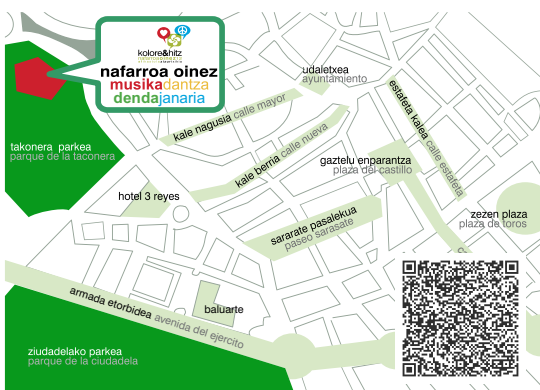 kolore&hitz
nafarroa oinez
musikadantza
dendajanaria
udaletxea
ayuntamiento
kale nagusia calle mayor
estafeta kalea calle estafeta
takonera parkea
parque de la taconera
kale berria calle nueva
gaztelu enparantza
plaza del castillo
hotel 3 reyes
zezen plaza
plaza de toros
sararate pasalekua
paseo sarasate
armada etorbidea avenida del ejercito
baluarte
ziudadelako parkea
parque de la ciudadela